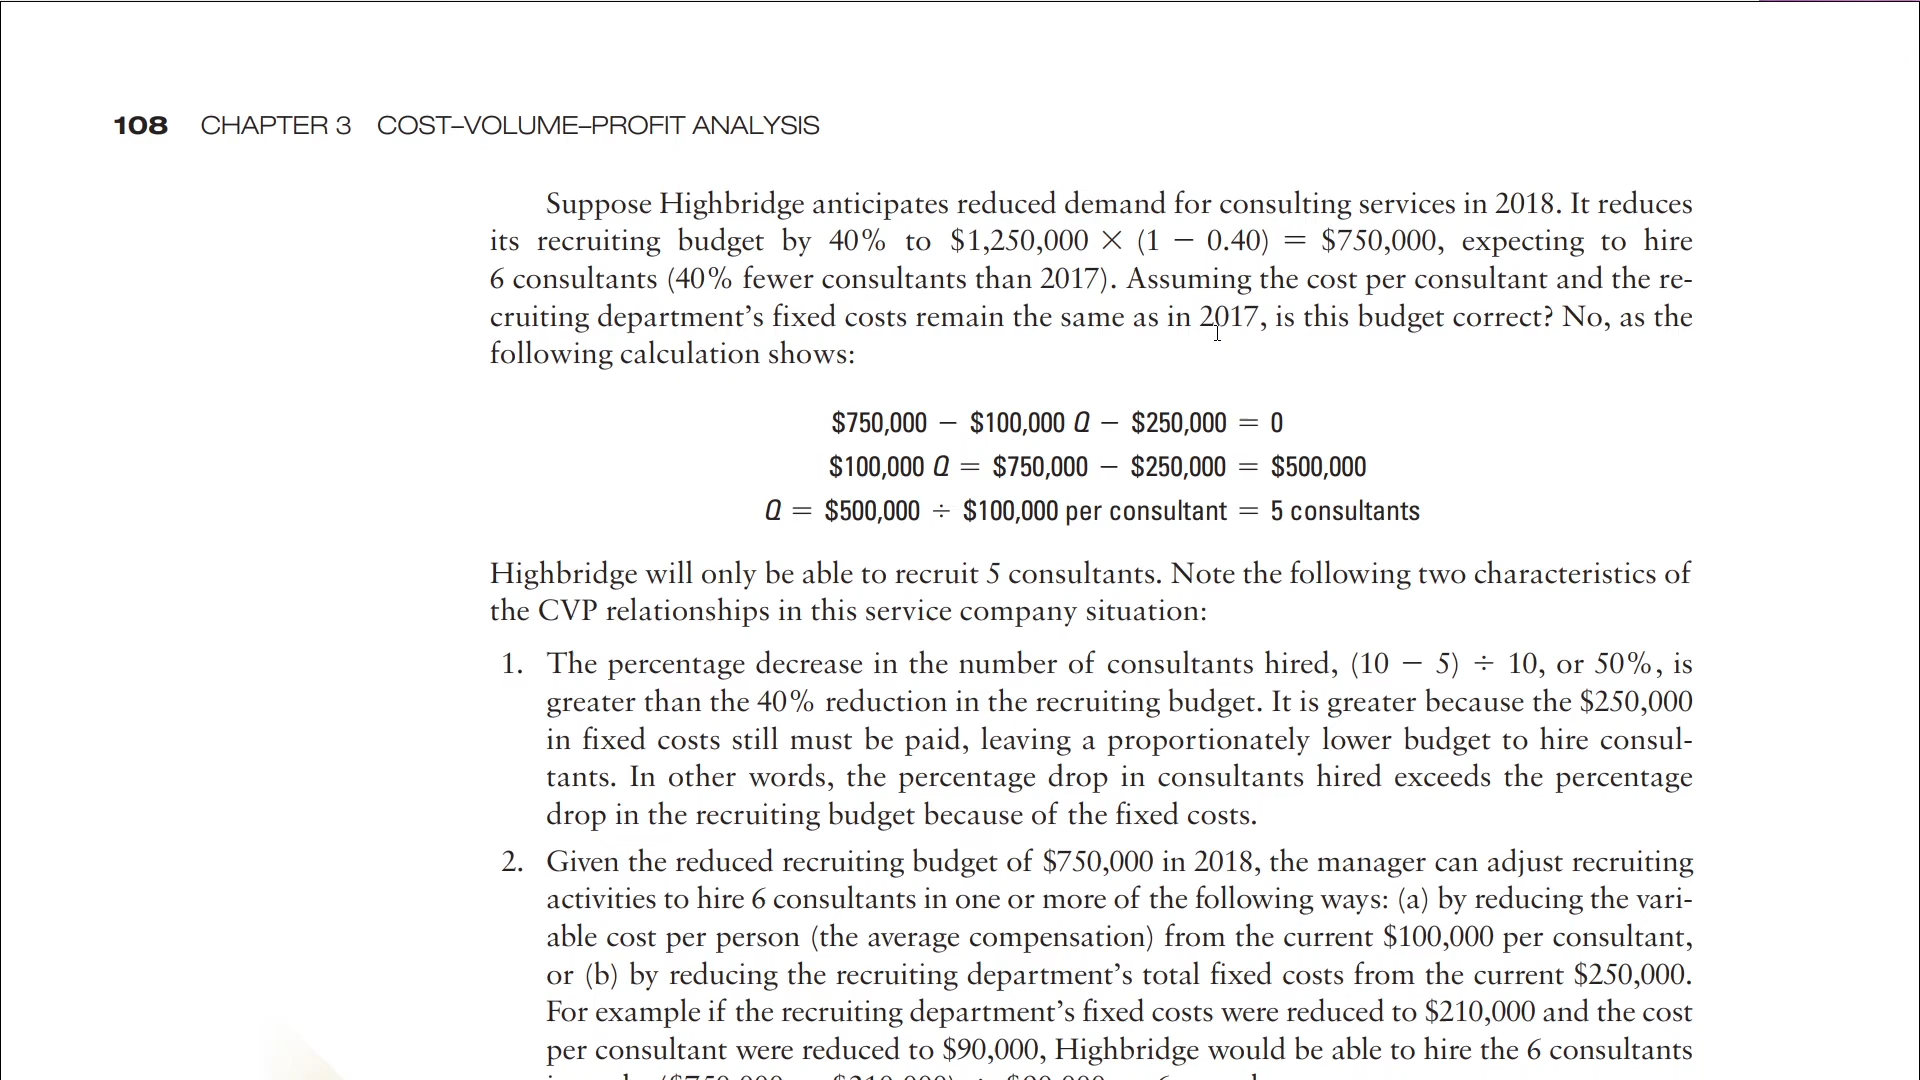 108 CHAPTER 3 COST–VOLUME–PROFIT ANALYSIS
Suppose Highbridge anticipates reduced demand for consulting services in 2018. It reduces
its recruiting budget by 40% to $1,250,000 × (1 − 0.40) = $750,000, expecting to hire
6 consultants (40% fewer consultants than 2017). Assuming the cost per consultant and the re-
cruiting department’s fixed costs remain the same as in 2017, is this budget correct? No, as the
following calculation shows:
$750,000 − $100,000 Q − $250,000 = 0
$100,000 Q = $750,000 − $250,000 = $500,000
Q = $500,000 ÷ $100,000 per consultant = 5 consultants
Highbridge will only be able to recruit 5 consultants. Note the following two characteristics of
the CVP relationships in this service company situation:
1. The percentage decrease in the number of consultants hired, (10 − 5) ÷ 10, or 50%, is
greater than the 40% reduction in the recruiting budget. It is greater because the $250,000
in fixed costs still must be paid, leaving a proportionately lower budget to hire consul-
tants. In other words, the percentage drop in consultants hired exceeds the percentage
drop in the recruiting budget because of the fixed costs.
2. Given the reduced recruiting budget of $750,000 in 2018, the manager can adjust recruiting
activities to hire 6 consultants in one or more of the following ways: (a) by reducing the vari-
able cost per person (the average compensation) from the current $100,000 per consultant,
or (b) by reducing the recruiting department’s total fixed costs from the current $250,000.
For example if the recruiting department’s fixed costs were reduced to $210,000 and the cost
per consultant were reduced to $90,000, Highbridge would be able to hire the 6 consultants